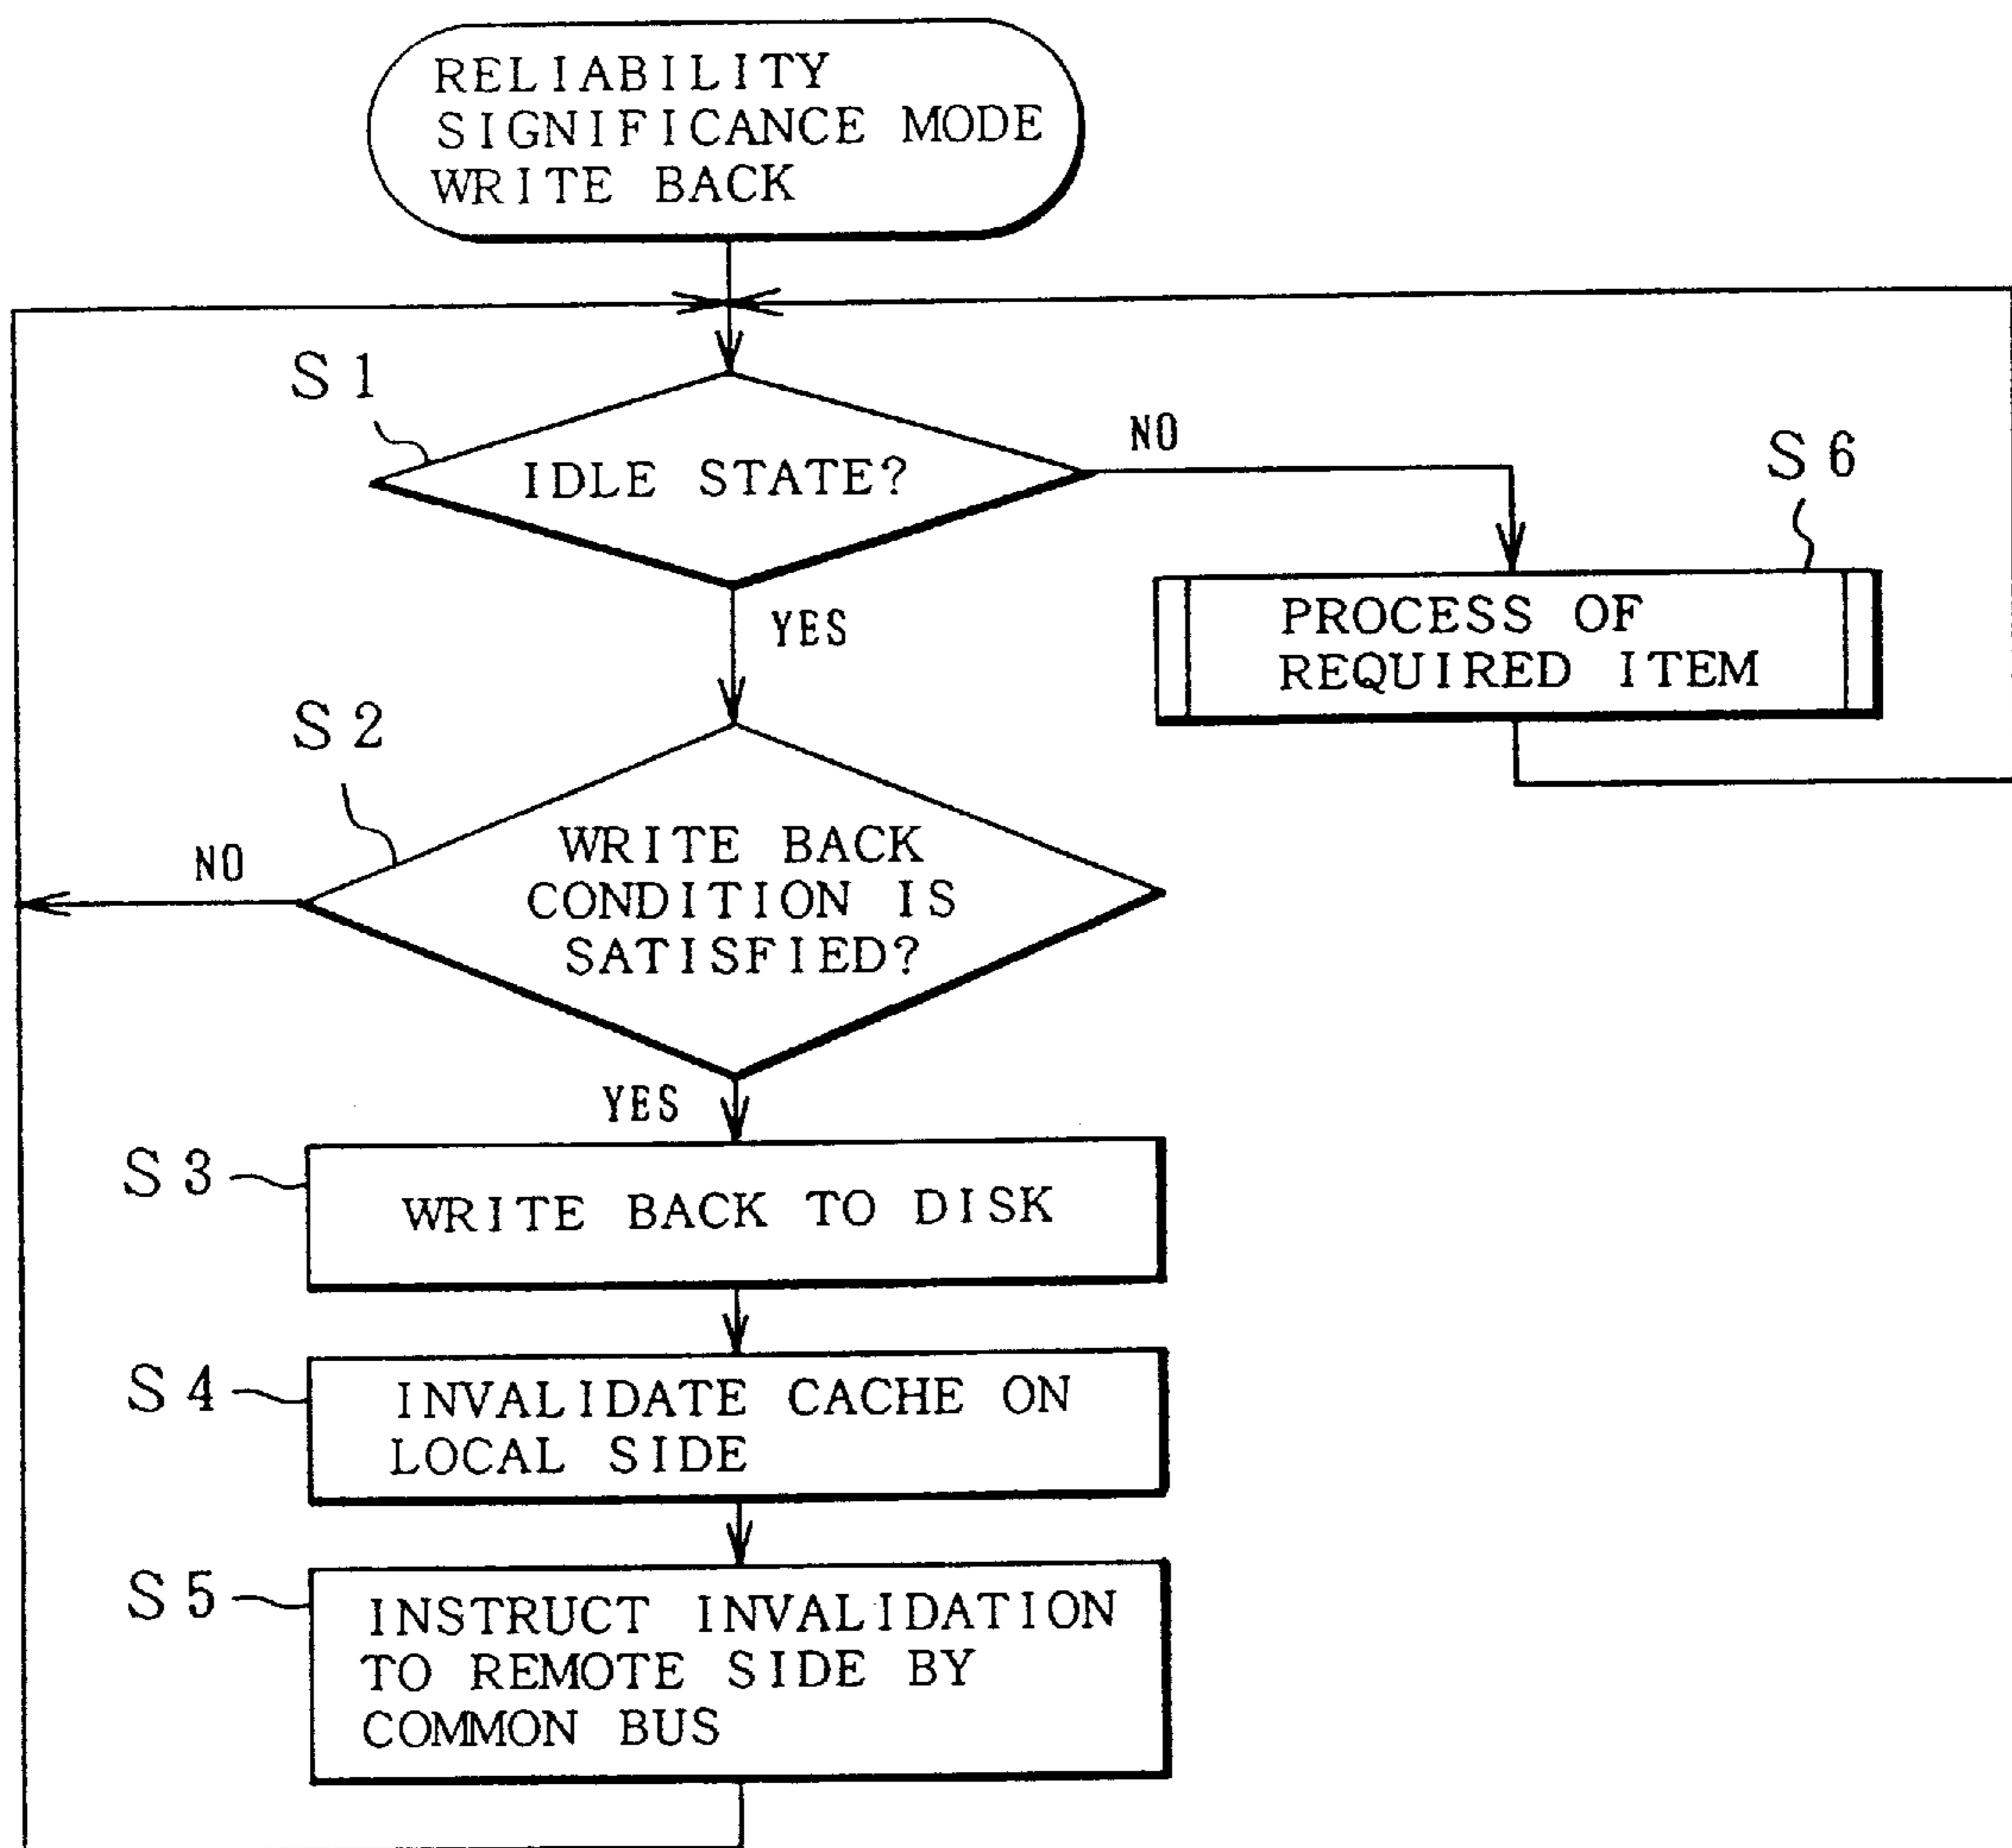 RELIABILITY
SIGNIFICANCE MODE
WRITE BACK
S1
IDLE STATE?
NO
S6
PROCESS OF
REQUIRED ITEM
YES
S2
WRITE BACK
CONDITION IS
SATISFIED?
NO
YES
S3
WRITE BACK TO DISK
S4
INVALIDATE CACHE ON
LOCAL SIDE
S5
INSTRUCT INVALIDATION
TO REMOTE SIDE BY
COMMON BUS